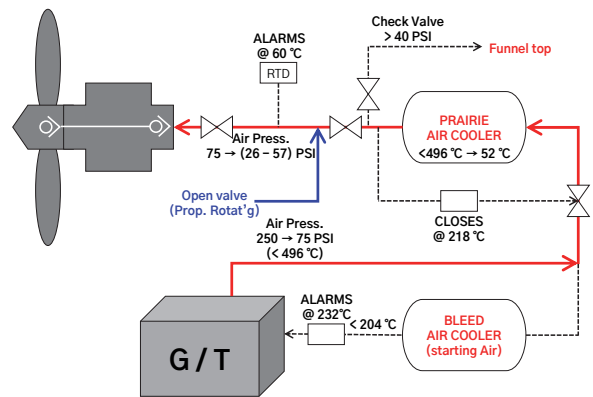 Check Valve
> 40 PSI
Funnel top
ALARMS
@ 60 ℃
RTD
PRAIRIE
AIR COOLER
<496 ℃ → 52 ℃
Air Press.
75 → (26 – 57) PSI
Open valve
(Prop. Rotat'g)
CLOSES
@ 218 ℃
Air Press.
250 → 75 PSI
(< 496 ℃)
ALARMS
@ 232℃
< 204 ℃
BLEED
AIR COOLER
(starting Air)
G / T